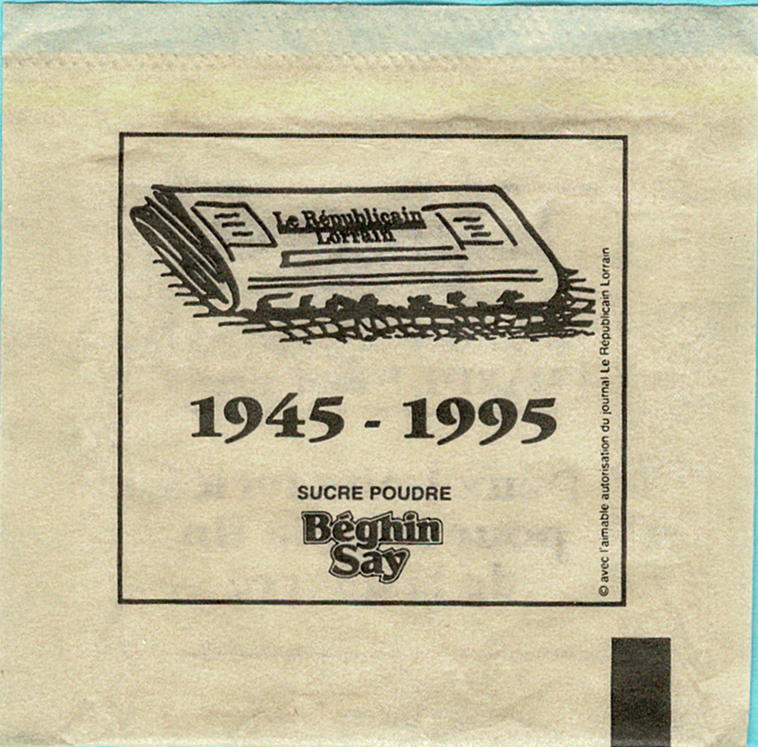 Le Républicain
Lorrain
1945 - 1995
SUCRE POUDRE
Béghin
Say
© avec l'aimable autorisation du journal Le Républicain Lorrain